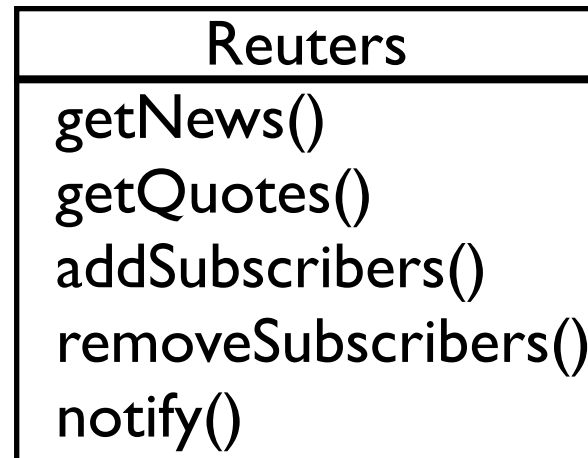 Reuters
getNews()
getQuotes()
addSubscribers()
removeSubscribers()
notify()